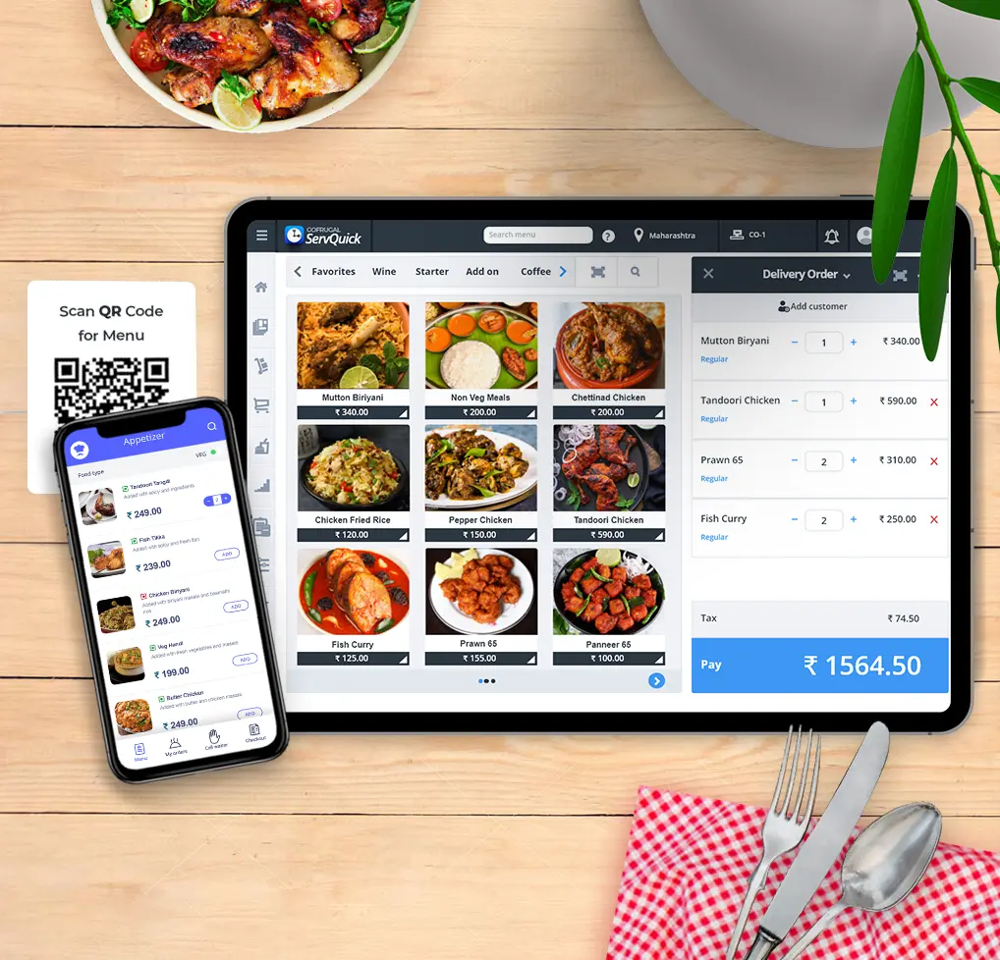 GOFRUGAL
ServQuick
Search menu
?
Maharashtra
CO-1
Favorites
Wine
Starter
Add on
Coffee
Delivery Order
Add customer
Mutton Biriyani
₹ 340.00
Non Veg Meals
₹ 200.00
Chettinad Chicken
₹ 200.00
Chicken Fried Rice
₹ 120.00
Pepper Chicken
₹ 150.00
Tandoori Chicken
₹ 590.00
Fish Curry
₹ 125.00
Prawn 65
₹ 155.00
Panneer 65
₹ 100.00
Mutton Biryani − 1 + ₹ 340.00
Regular
Tandoori Chicken − 1 + ₹ 590.00
Regular
Prawn 65 − 2 + ₹ 310.00
Regular
Fish Curry − 2 + ₹ 250.00
Regular
Tax ₹ 74.50
Pay ₹ 1564.50
Scan QR Code
for Menu
Appetizer
VEG
Food type
Tandoori Tangdi
Added with spicy and ingredients
₹ 249.00
Fish Tikka
Added with spicy and fresh
₹ 239.00
ADD
Chicken Biriyani
Added with Biriyani masala and
₹ 249.00
ADD
Veg Handi
Added with fresh vegetables and masala
₹ 199.00
ADD
Butter Chicken
Added with butter and chicken masala
₹ 249.00
ADD
Menu
My orders
Call waiter
Checkout